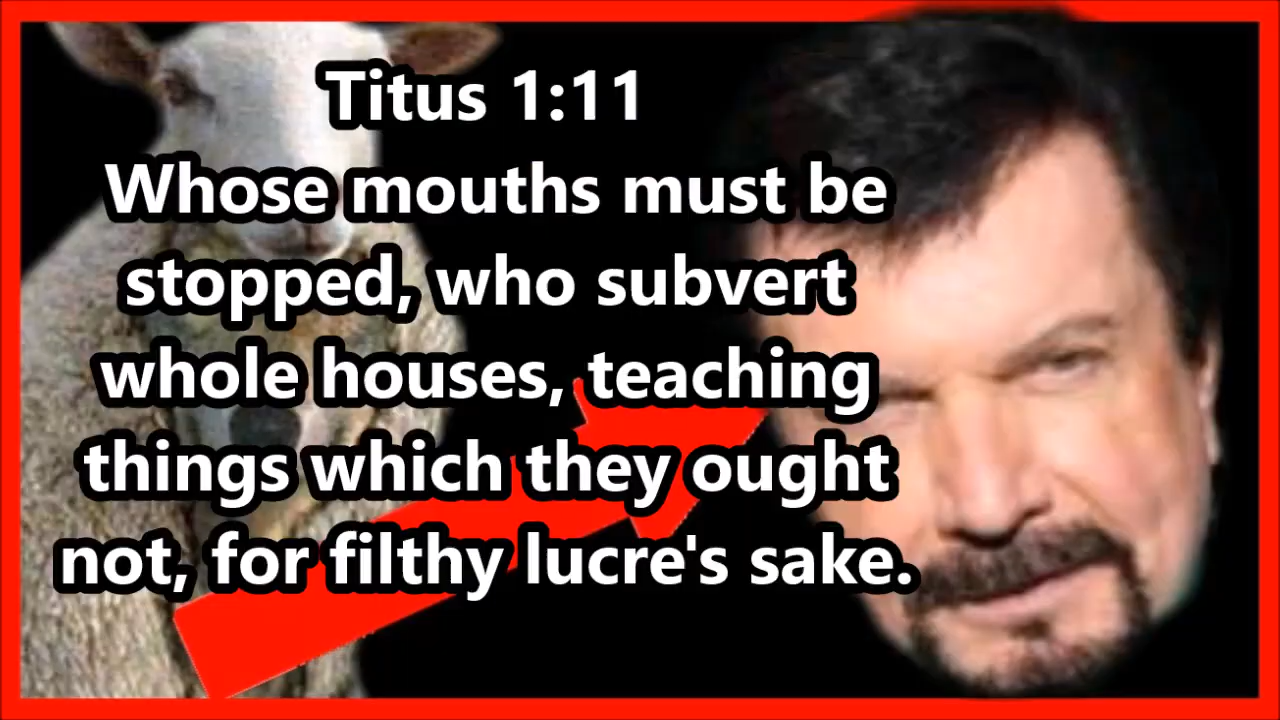 Titus 1:11
Whose mouths must be
stopped, who subvert
whole houses, teaching
things which they ought
not, for filthy lucre's sake.